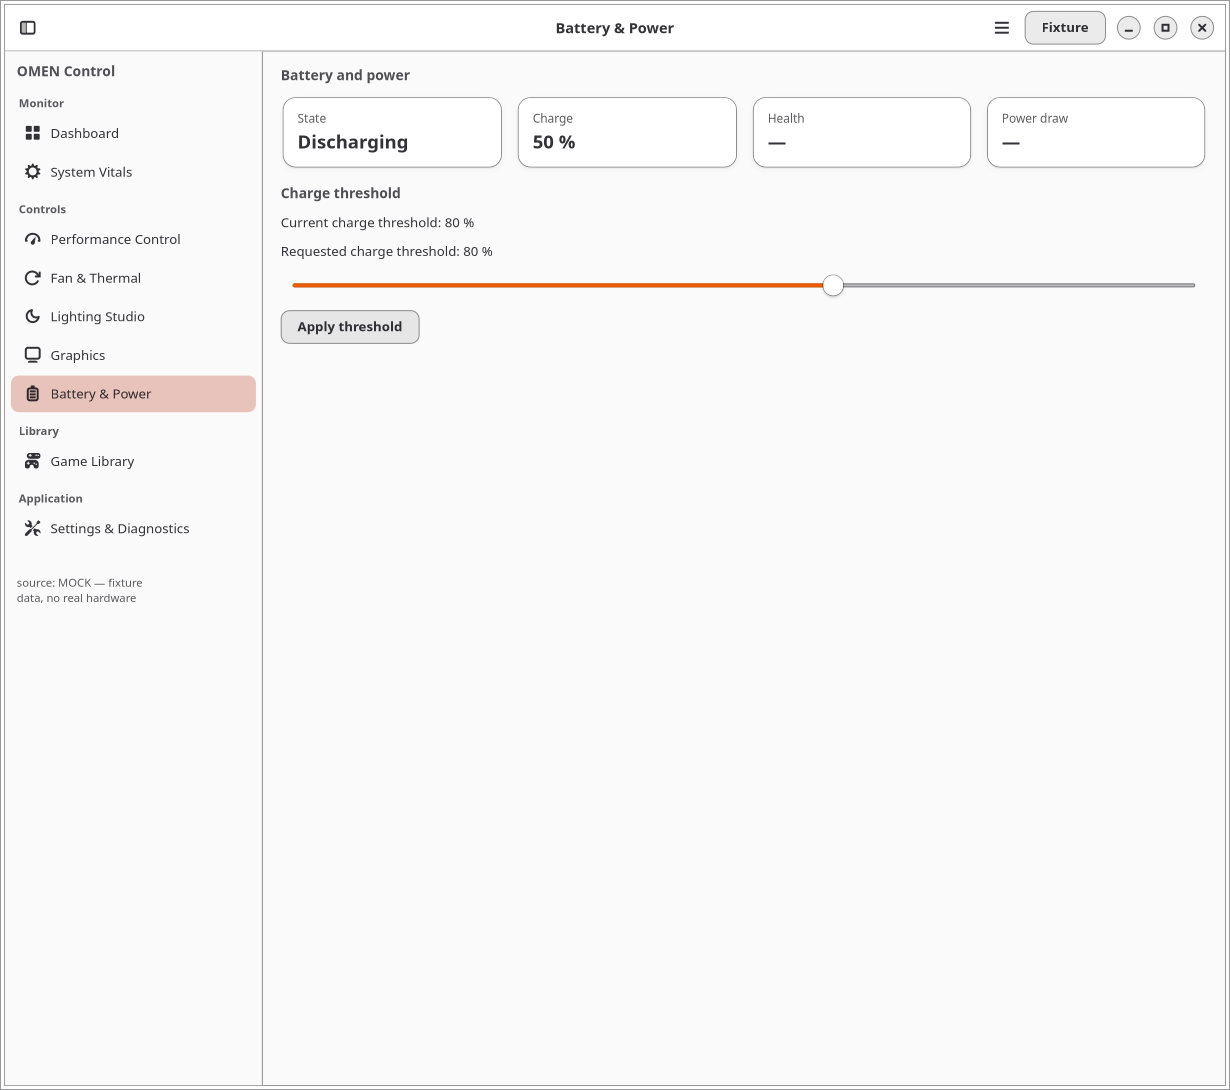 Battery & Power
Fixture
OMEN Control
Monitor
Dashboard
System Vitals
Controls
Performance Control
Fan & Thermal
Lighting Studio
Graphics
Battery & Power
Library
Game Library
Application
Settings & Diagnostics
source: MOCK — fixture
data, no real hardware
Battery and power
State
Discharging
Charge
50 %
Health
—
Power draw
—
Charge threshold
Current charge threshold: 80 %
Requested charge threshold: 80 %
Apply threshold